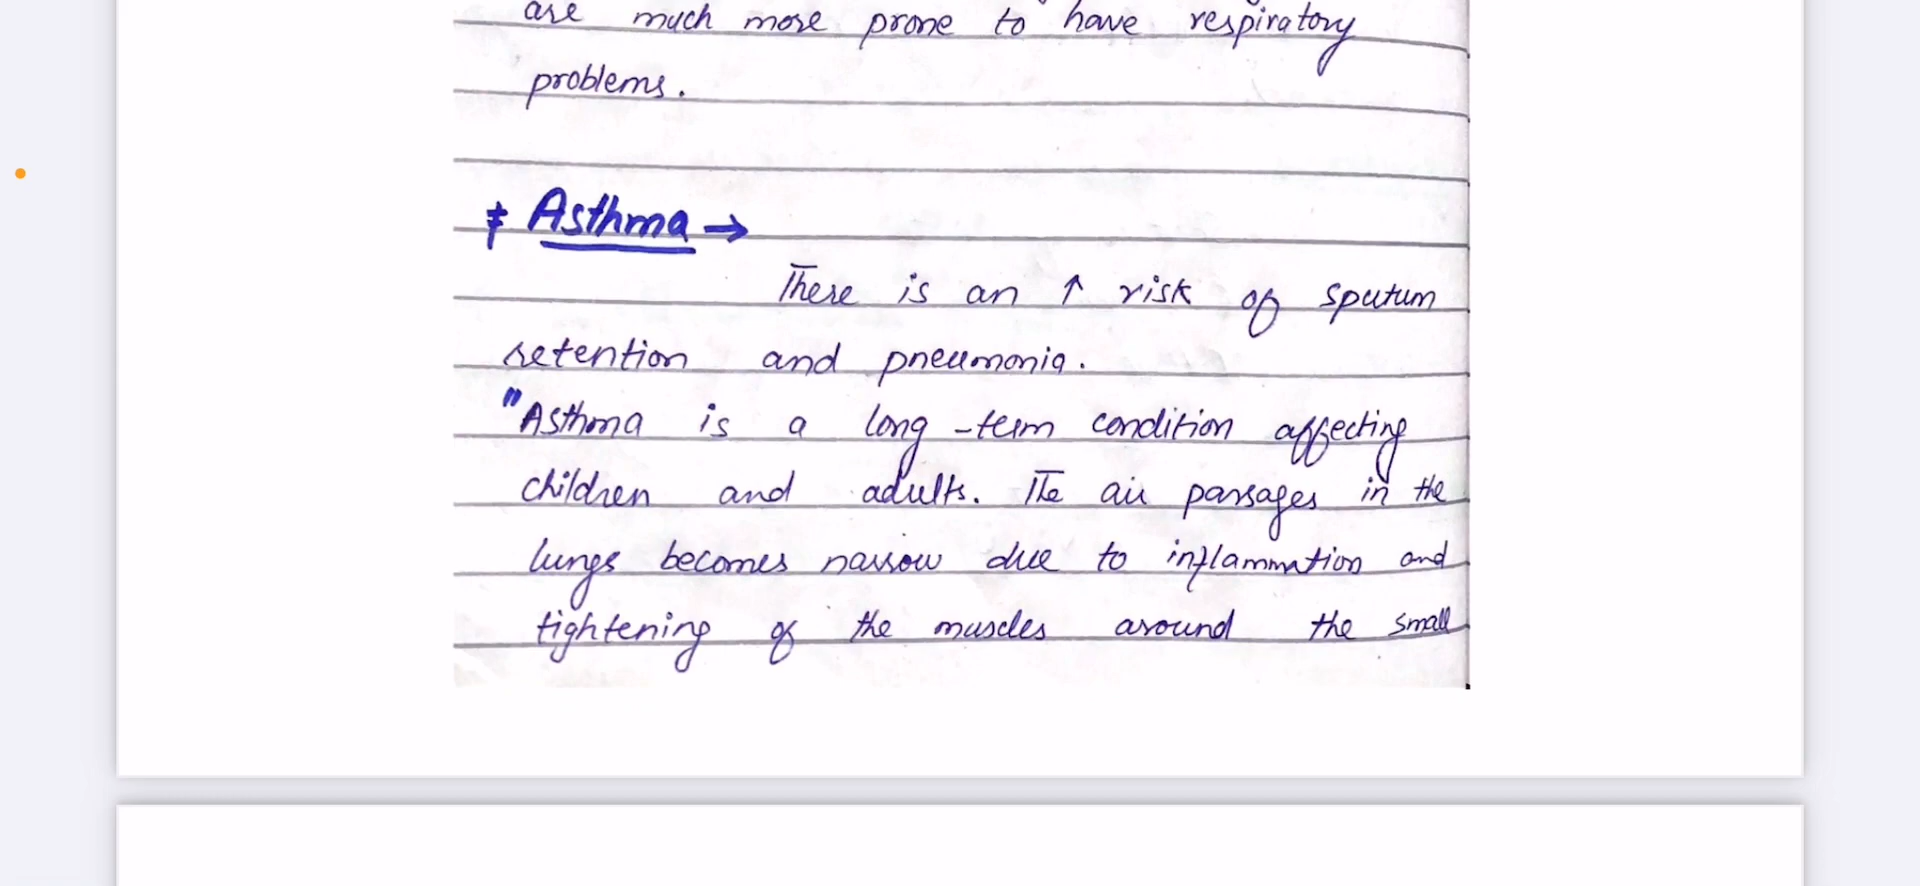 are much more prone to have respiratory
problems.
* Asthma →
There is an ↑ risk of sputum
retention and pneumonia.
"Asthma is a long-term condition affecting
children and adults. The air passages in the
lungs becomes narrow due to inflammation and
tightening of the muscles around the small